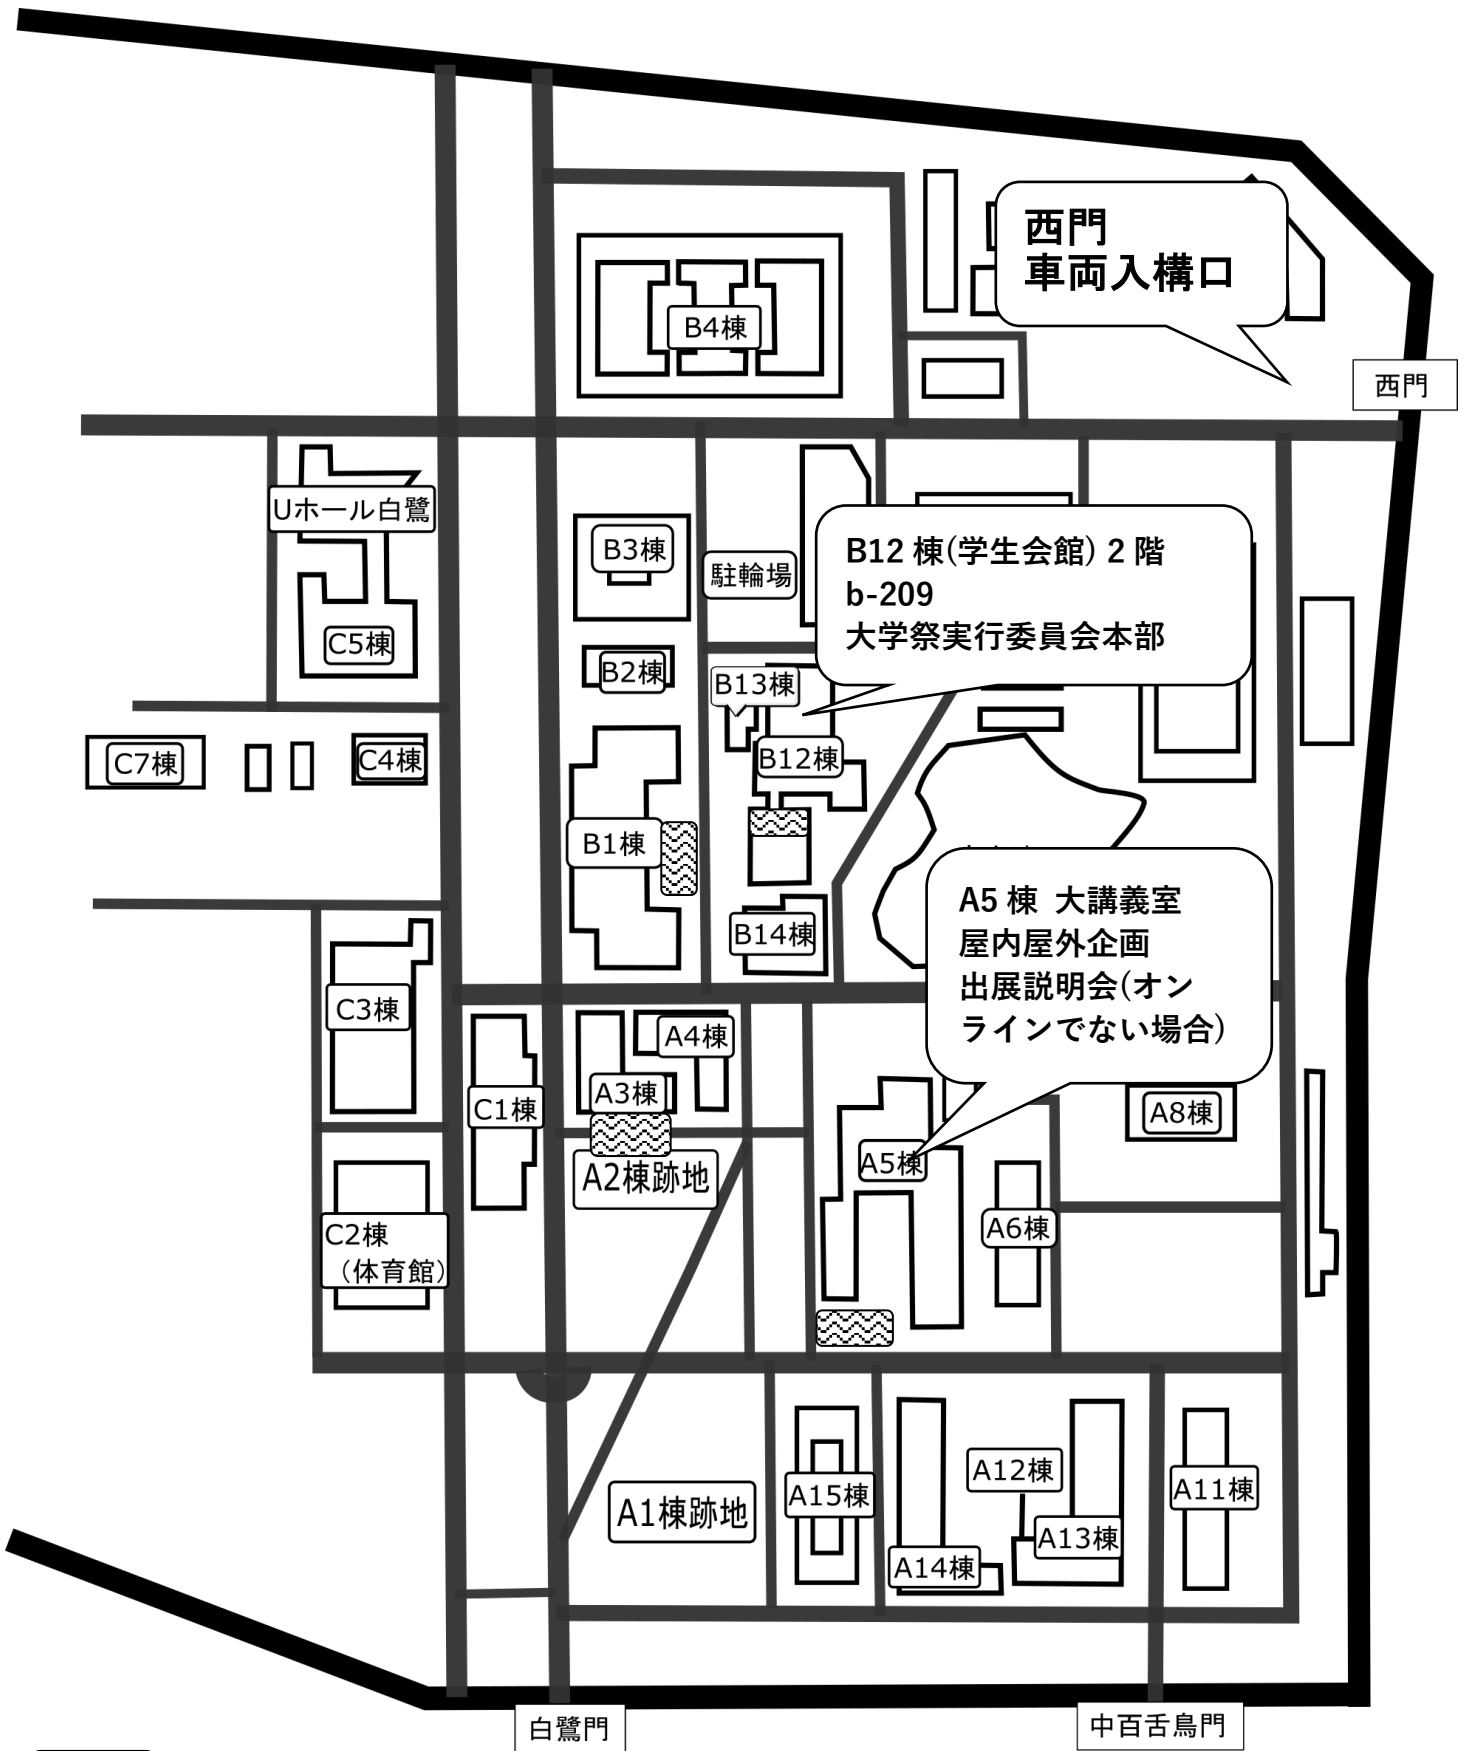 西門
車両入構口
B4棟
西門
Uホール白鷺
B3棟
駐輪場
B12 棟(学生会館) 2 階
b-209
大学祭実行委員会本部
C5棟
B2棟
B13棟
C7棟
C4棟
B12棟
B1棟
B14棟
A5 棟 大講義室
屋内屋外企画
出展説明会(オン
ラインでない場合)
C3棟
A4棟
A3棟
C1棟
A8棟
A5棟
A2棟跡地
A6棟
C2棟
（体育館）
A12棟
A11棟
A15棟
A1棟跡地
A13棟
A14棟
白鷺門
中百舌鳥門